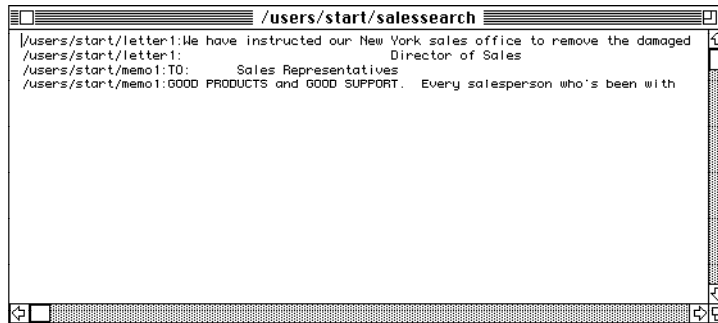 /users/start/salessearch
/users/start/letter1:We have instructed our New York sales office to remove the damaged
/users/start/letter1:                              Director of Sales
/users/start/memo1:TO:      Sales Representatives
/users/start/memo1:GOOD PRODUCTS and GOOD SUPPORT.  Every salesperson who's been with